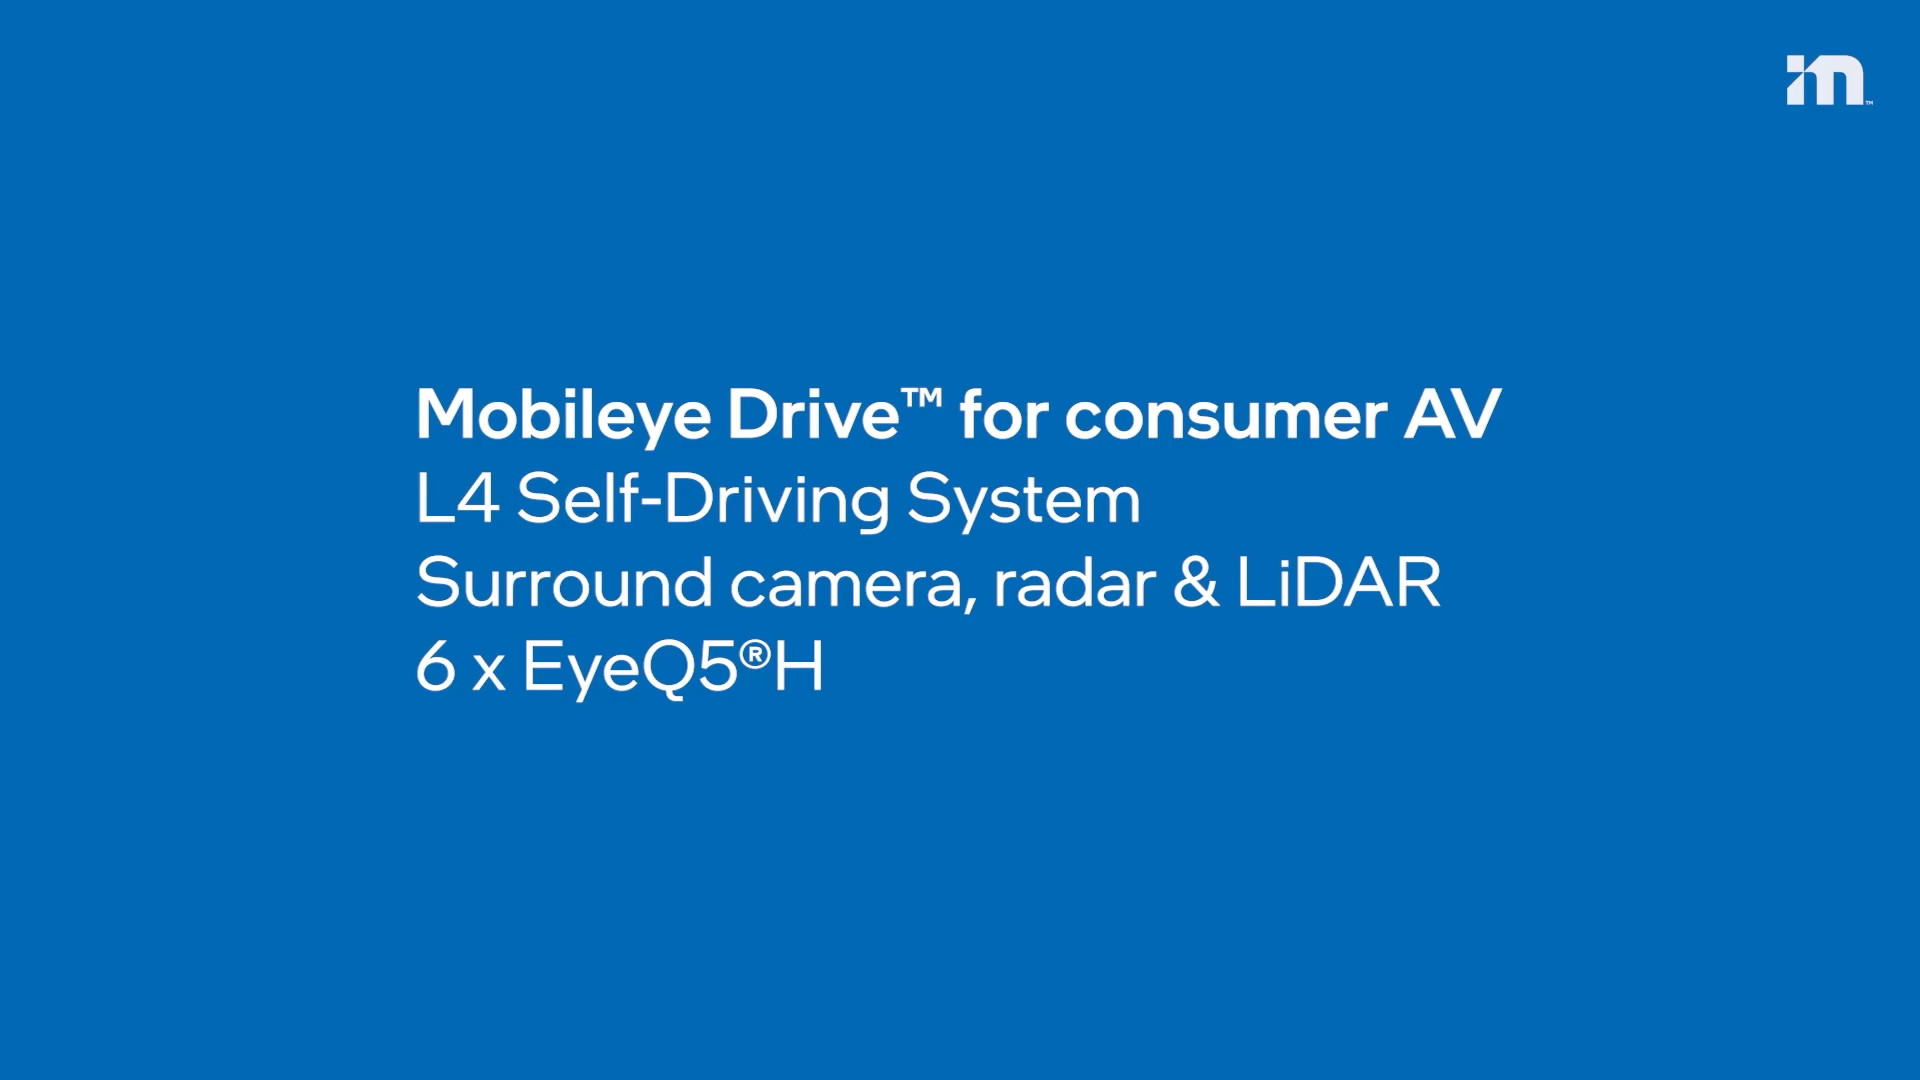 Mobileye Drive™ for consumer AV
L4 Self-Driving System
Surround camera, radar & LiDAR
6 x EyeQ5®H